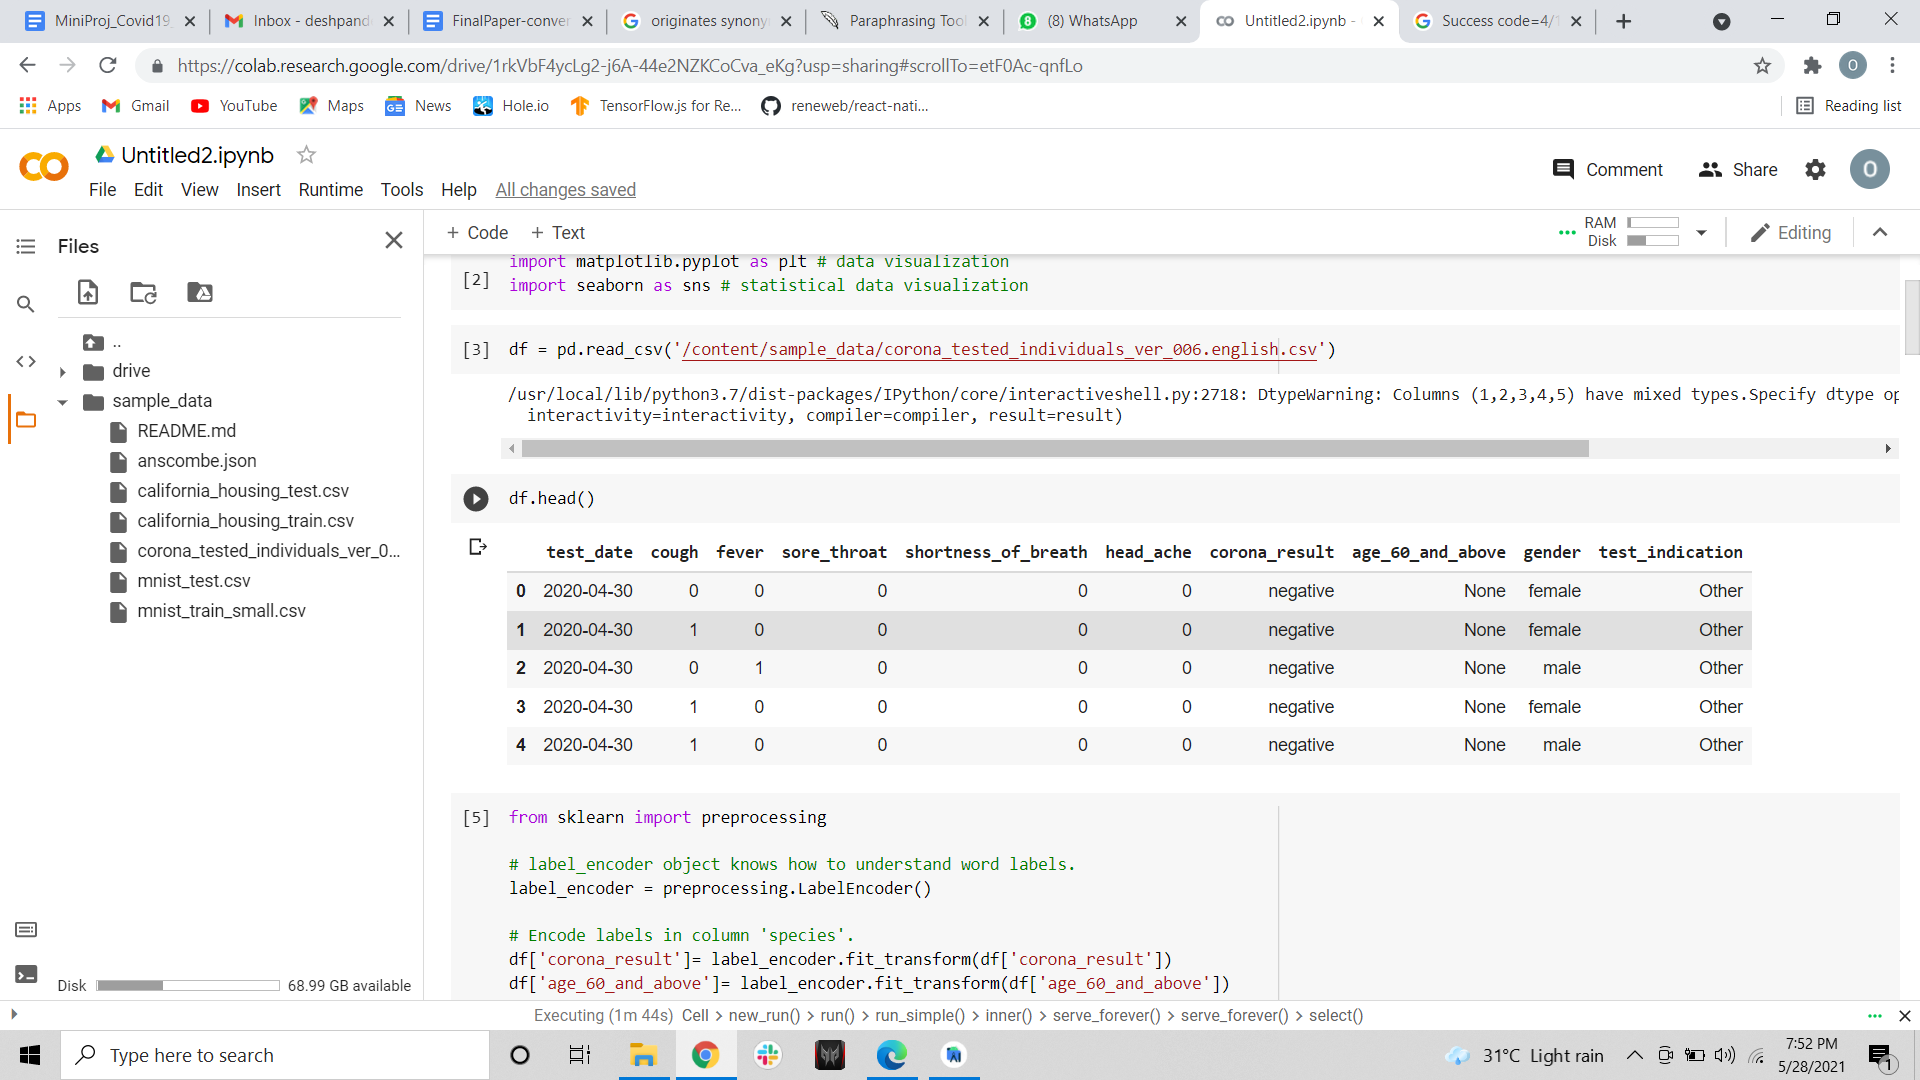 MiniProj_Covid19_
Inbox - deshpand
FinalPaper-conver
originates synonym
Paraphrasing Tool
(8) WhatsApp
Untitled2.ipynb -
Success code=4/1
https://colab.research.google.com/drive/1rkVbF4ycLg2-j6A-44e2NZKCoCva_eKg?usp=sharing#scrollTo=etF0Ac-qnfLo
O
Apps Gmail YouTube Maps News Hole.io TensorFlow.js for Re... reneweb/react-nati... Reading list
Untitled2.ipynb
File Edit View Insert Runtime Tools Help All changes saved
Comment Share O
Files
+ Code + Text
RAM
Disk
Editing
..
drive
sample_data
README.md
anscombe.json
california_housing_test.csv
california_housing_train.csv
corona_tested_individuals_ver_0...
mnist_test.csv
mnist_train_small.csv
Disk 68.99 GB available
import matplotlib.pyplot as plt # data visualization
[2] import seaborn as sns # statistical data visualization
[3] df = pd.read_csv('/content/sample_data/corona_tested_individuals_ver_006.english.csv')
/usr/local/lib/python3.7/dist-packages/IPython/core/interactiveshell.py:2718: DtypeWarning: Columns (1,2,3,4,5) have mixed types.Specify dtype op
interactivity=interactivity, compiler=compiler, result=result)
df.head()
test_date cough fever sore_throat shortness_of_breath head_ache corona_result age_60_and_above gender test_indication
0 2020-04-30 0 0 0 0 0 negative None female Other
1 2020-04-30 1 0 0 0 0 negative None female Other
2 2020-04-30 0 1 0 0 0 negative None male Other
3 2020-04-30 1 0 0 0 0 negative None female Other
4 2020-04-30 1 0 0 0 0 negative None male Other
[5] from sklearn import preprocessing
# label_encoder object knows how to understand word labels.
label_encoder = preprocessing.LabelEncoder()
# Encode labels in column 'species'.
df['corona_result']= label_encoder.fit_transform(df['corona_result'])
df['age_60_and_above']= label_encoder.fit_transform(df['age_60_and_above'])
Executing (1m 44s) Cell > new_run() > run() > run_simple() > inner() > serve_forever() > serve_forever() > select()
Type here to search
31°C Light rain
7:52 PM
5/28/2021
1